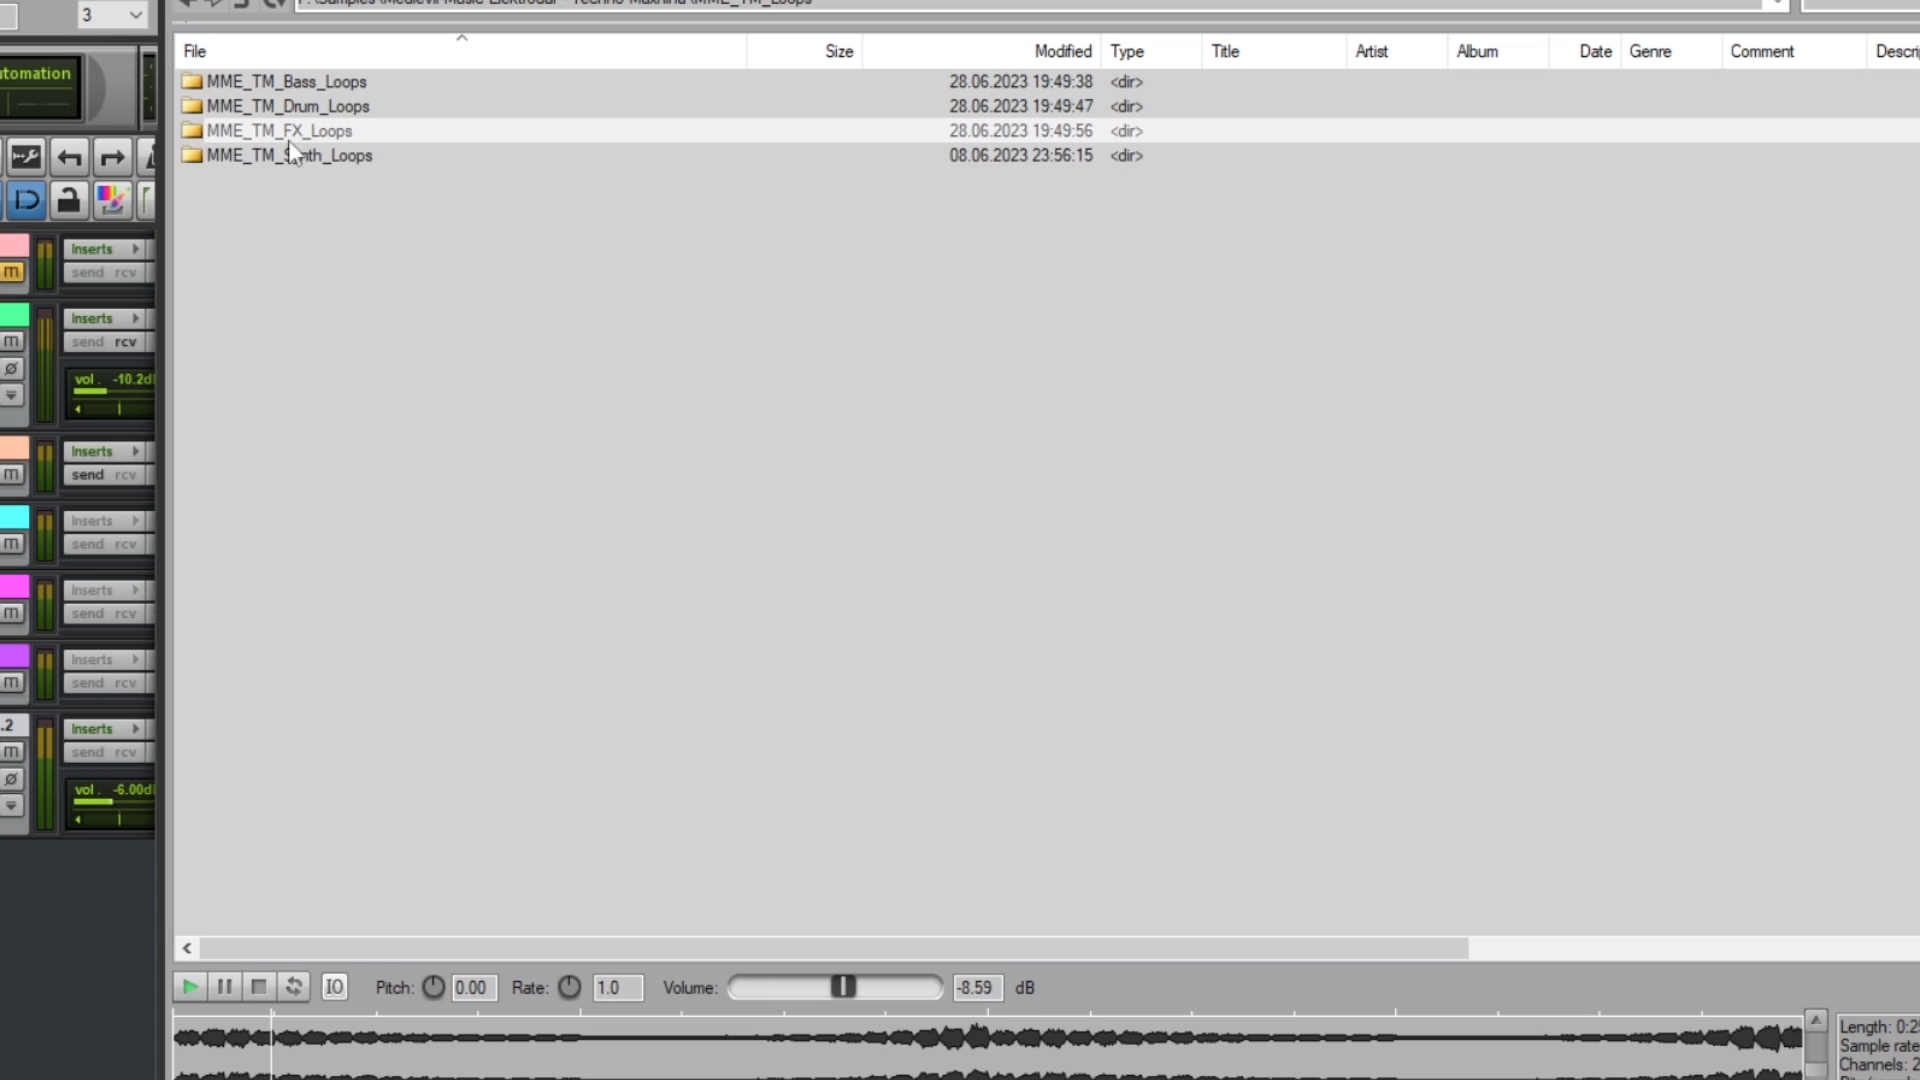 3
File Size Modified Type Title Artist Album Date Genre Comment
MME_TM_Bass_Loops 28.06.2023 19:49:38 <dir>
MME_TM_Drum_Loops 28.06.2023 19:49:47 <dir>
MME_TM_FX_Loops 28.06.2023 19:49:56 <dir>
08.06.2023 23:56:15 <dir>
utomation
Inserts
m send rcv
Inserts
m send rcv
Ø
vol. -10.2d
Inserts
m send rcv
Inserts
m send rcv
Inserts
m send rcv
Inserts
m send rcv
.2 Inserts
m send rcv
Ø vol. -6.00d
IO Pitch: 0.00 Rate: 1.0 Volume: -8.59 dB
Length:
Sample rate
Channels: 2